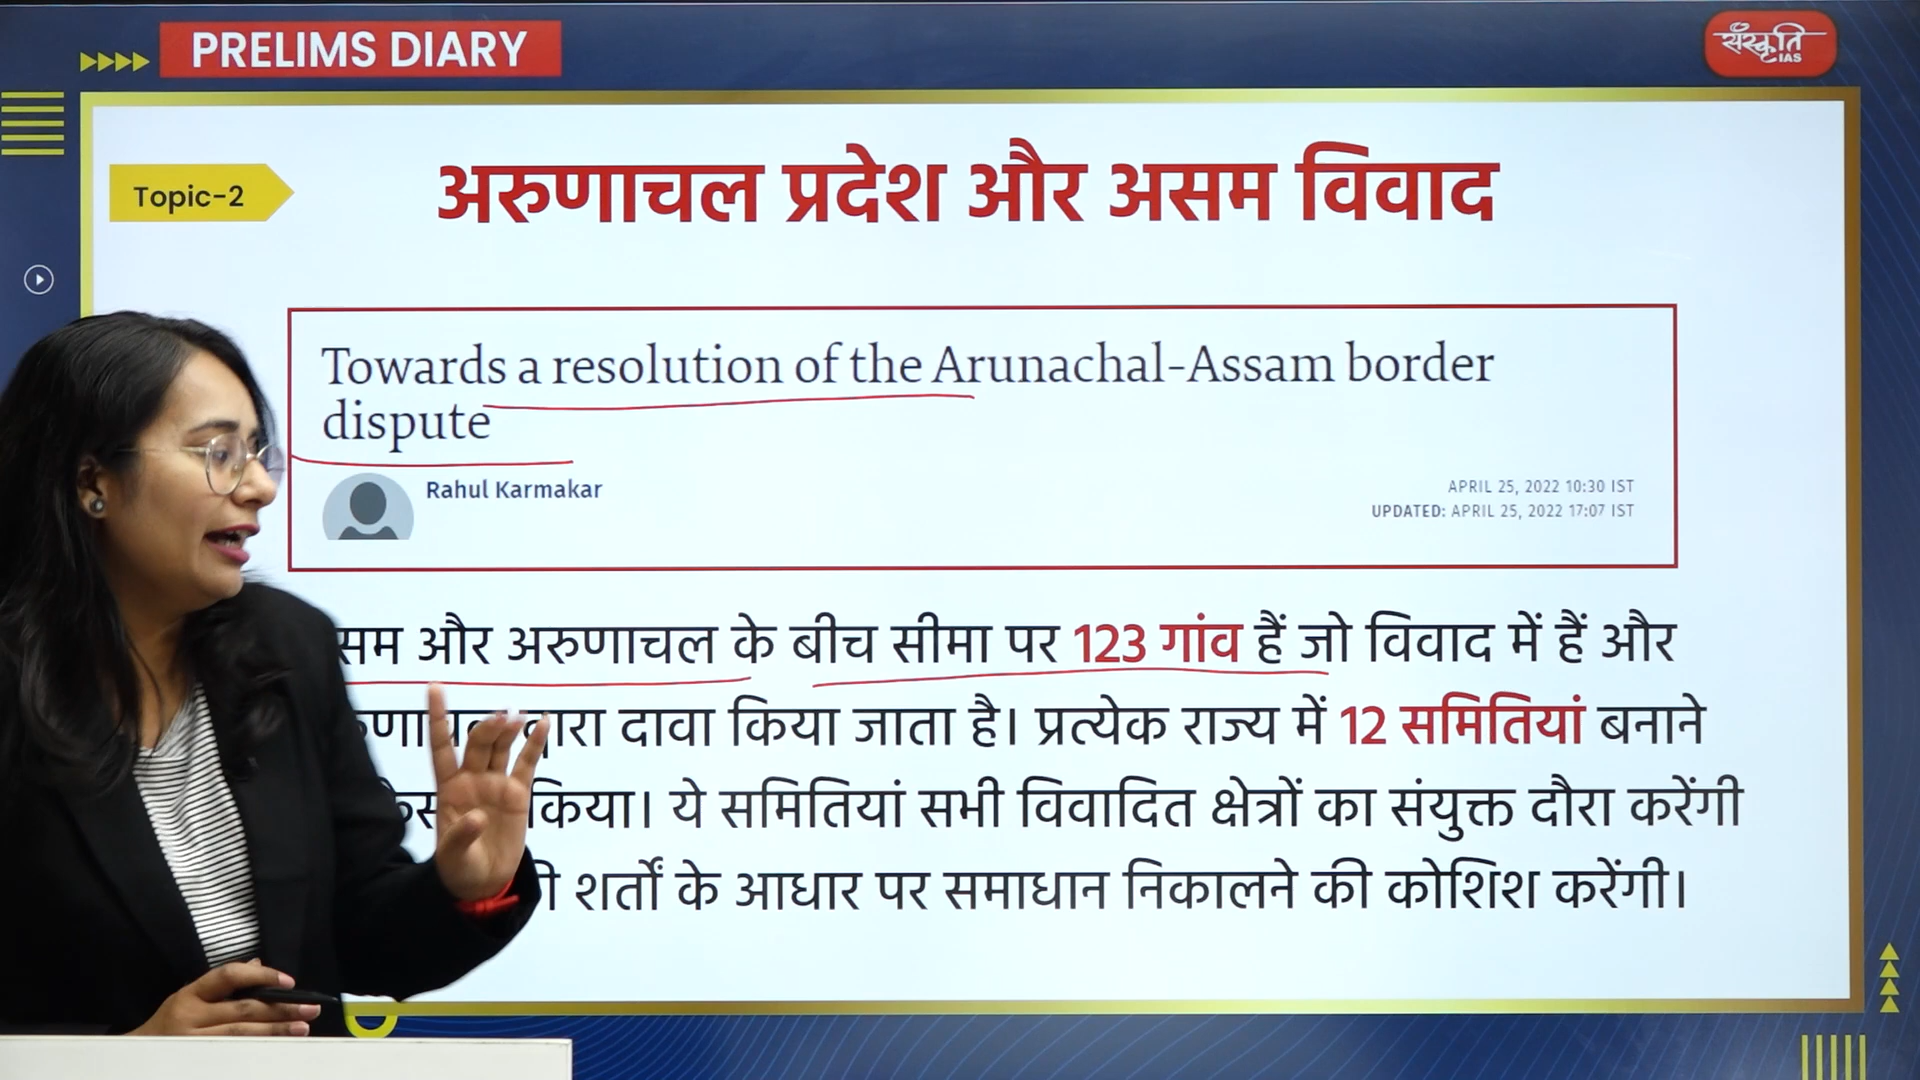 PRELIMS DIARY
संस्कृति
IAS
Topic-2
अरुणाचल प्रदेश और असम विवाद
Towards a resolution of the Arunachal-Assam border
dispute
Rahul Karmakar
APRIL 25, 2022 10:30 IST
UPDATED: APRIL 25, 2022 17:07 IST
और अरुणाचल के बीच सीमा पर 123 गांव हैं जो विवाद में हैं और
द्वारा दावा किया जाता है। प्रत्येक राज्य में 12 समितियां बनाने
किया। ये समितियां सभी विवादित क्षेत्रों का संयुक्त दौरा करेंगी
शर्तों के आधार पर समाधान निकालने की कोशिश करेंगी।